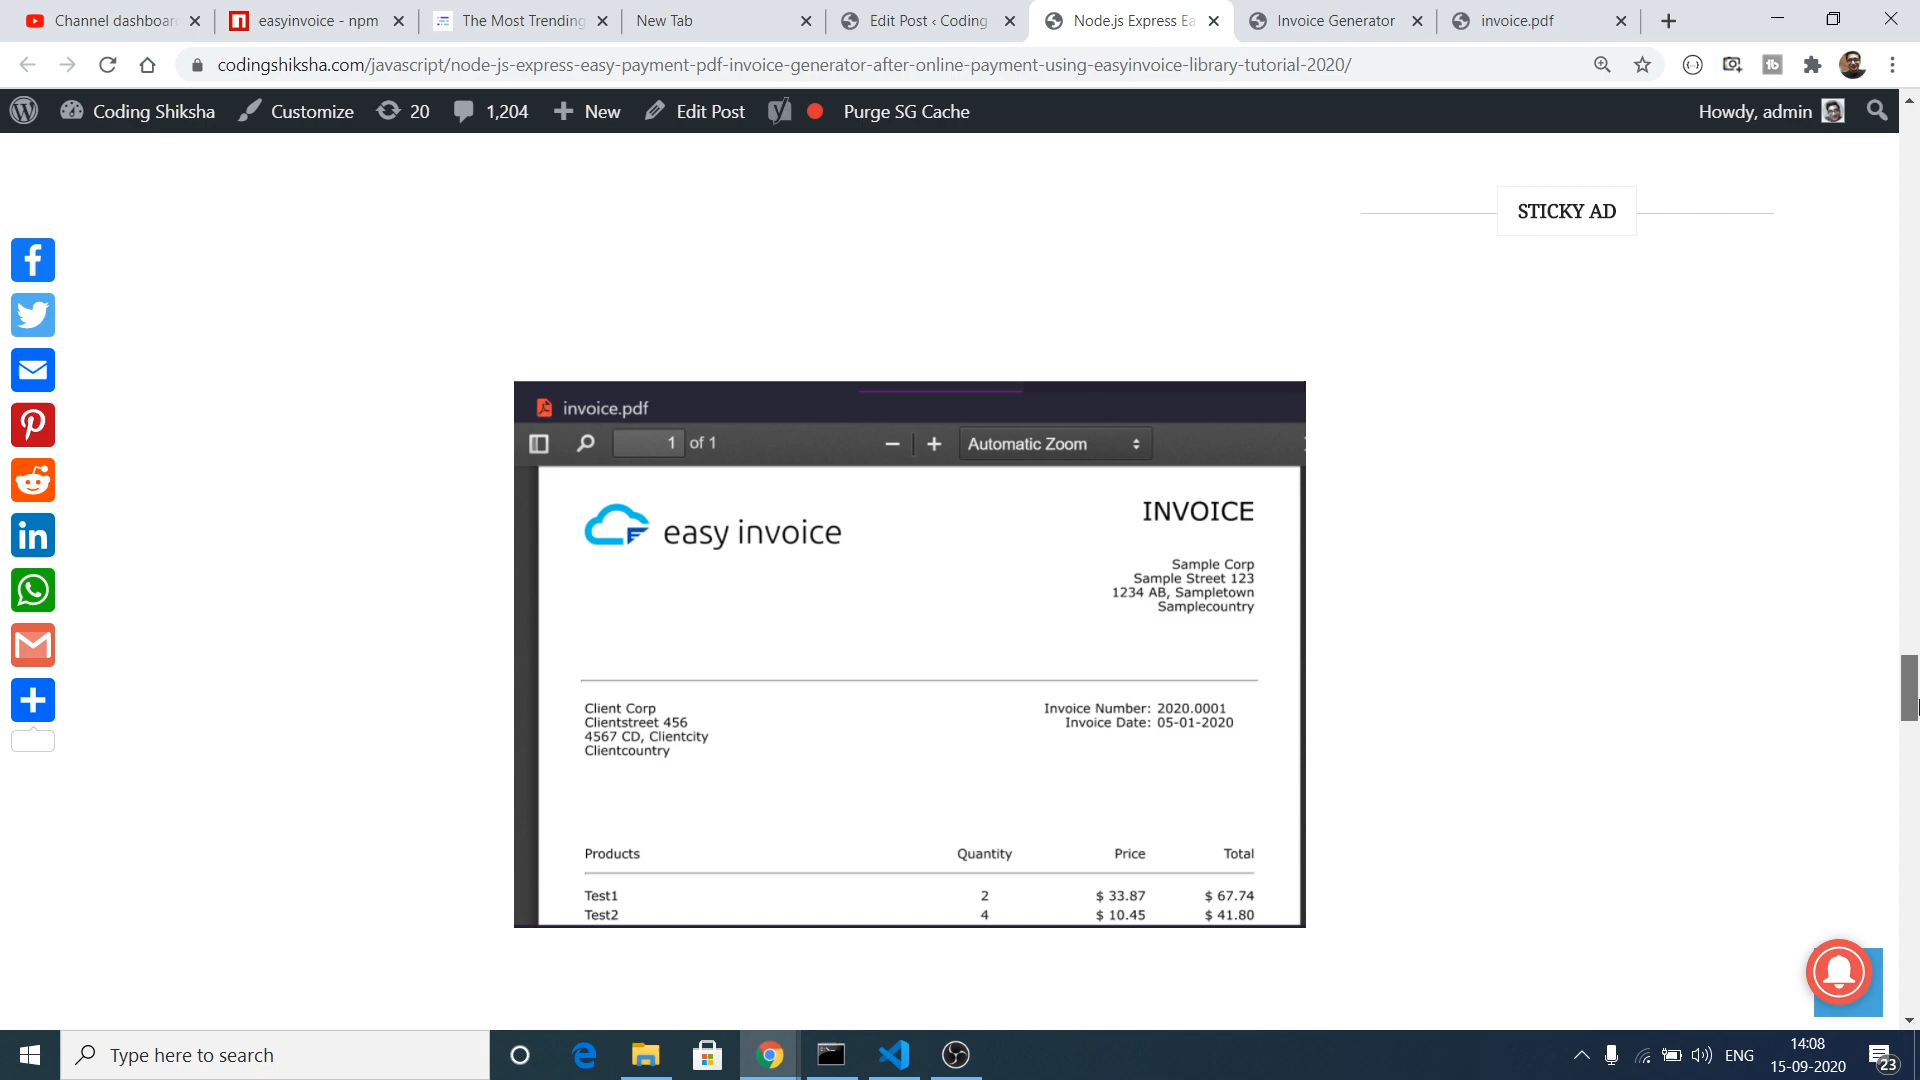 Channel dashboar
easyinvoice - npm
The Most Trending
New Tab
Edit Post ‹ Coding
Node.js Express Ea
Invoice Generator
invoice.pdf
codingshiksha.com/javascript/node-js-express-easy-payment-pdf-invoice-generator-after-online-payment-using-easyinvoice-library-tutorial-2020/
Coding Shiksha
Customize
20
1,204
New
Edit Post
Purge SG Cache
Howdy, admin
STICKY AD
invoice.pdf
1 of 1
Automatic Zoom
easy invoice
INVOICE
Sample Corp
Sample Street 123
1234 AB, Sampletown
Samplecountry
Client Corp
Clientstreet 456
4567 CD, Clientcity
Clientcountry
Invoice Number: 2020.0001
Invoice Date: 05-01-2020
Products Quantity Price Total
Test1 2 $ 33.87 $ 67.74
Test2 4 $ 10.45 $ 41.80
Type here to search
ENG
14:08
15-09-2020
23